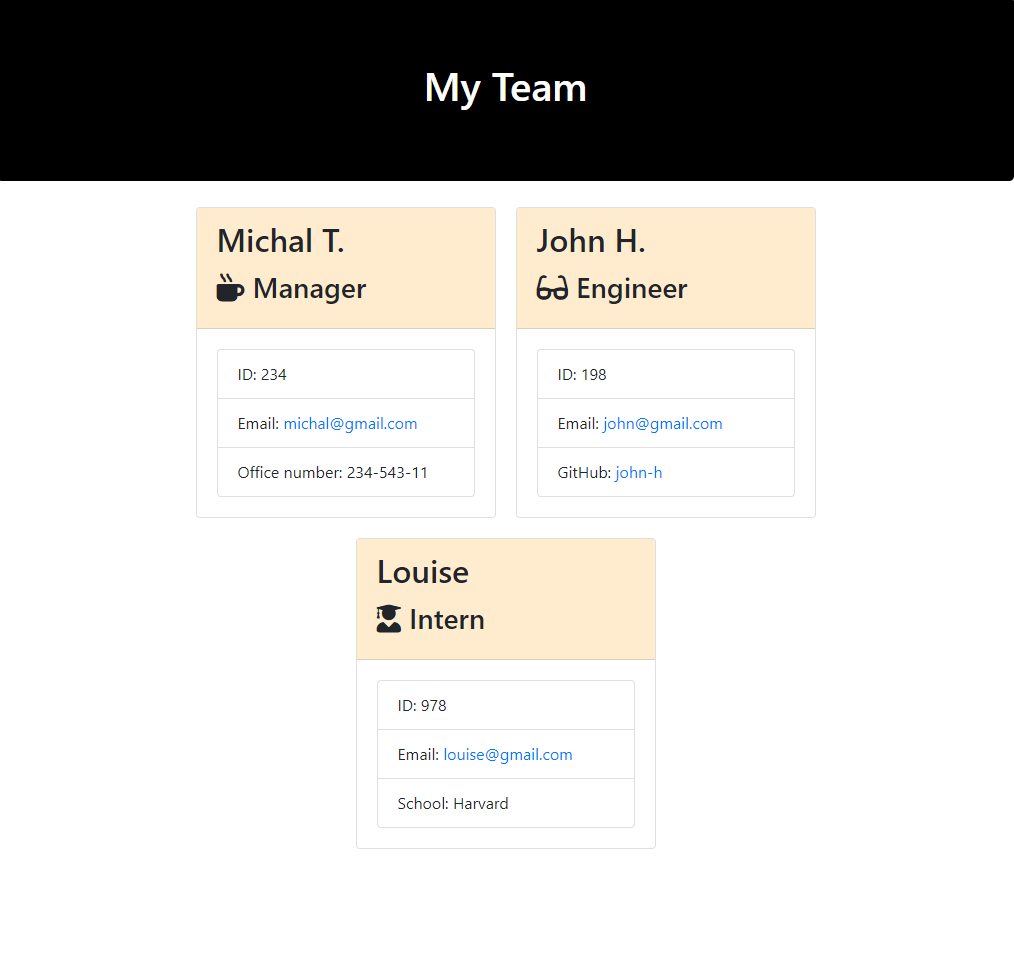 My Team
Michal T.
Manager
ID: 234
Email: michal@gmail.com
Office number: 234-543-11
John H.
Engineer
ID: 198
Email: john@gmail.com
GitHub: john-h
Louise
Intern
ID: 978
Email: louise@gmail.com
School: Harvard